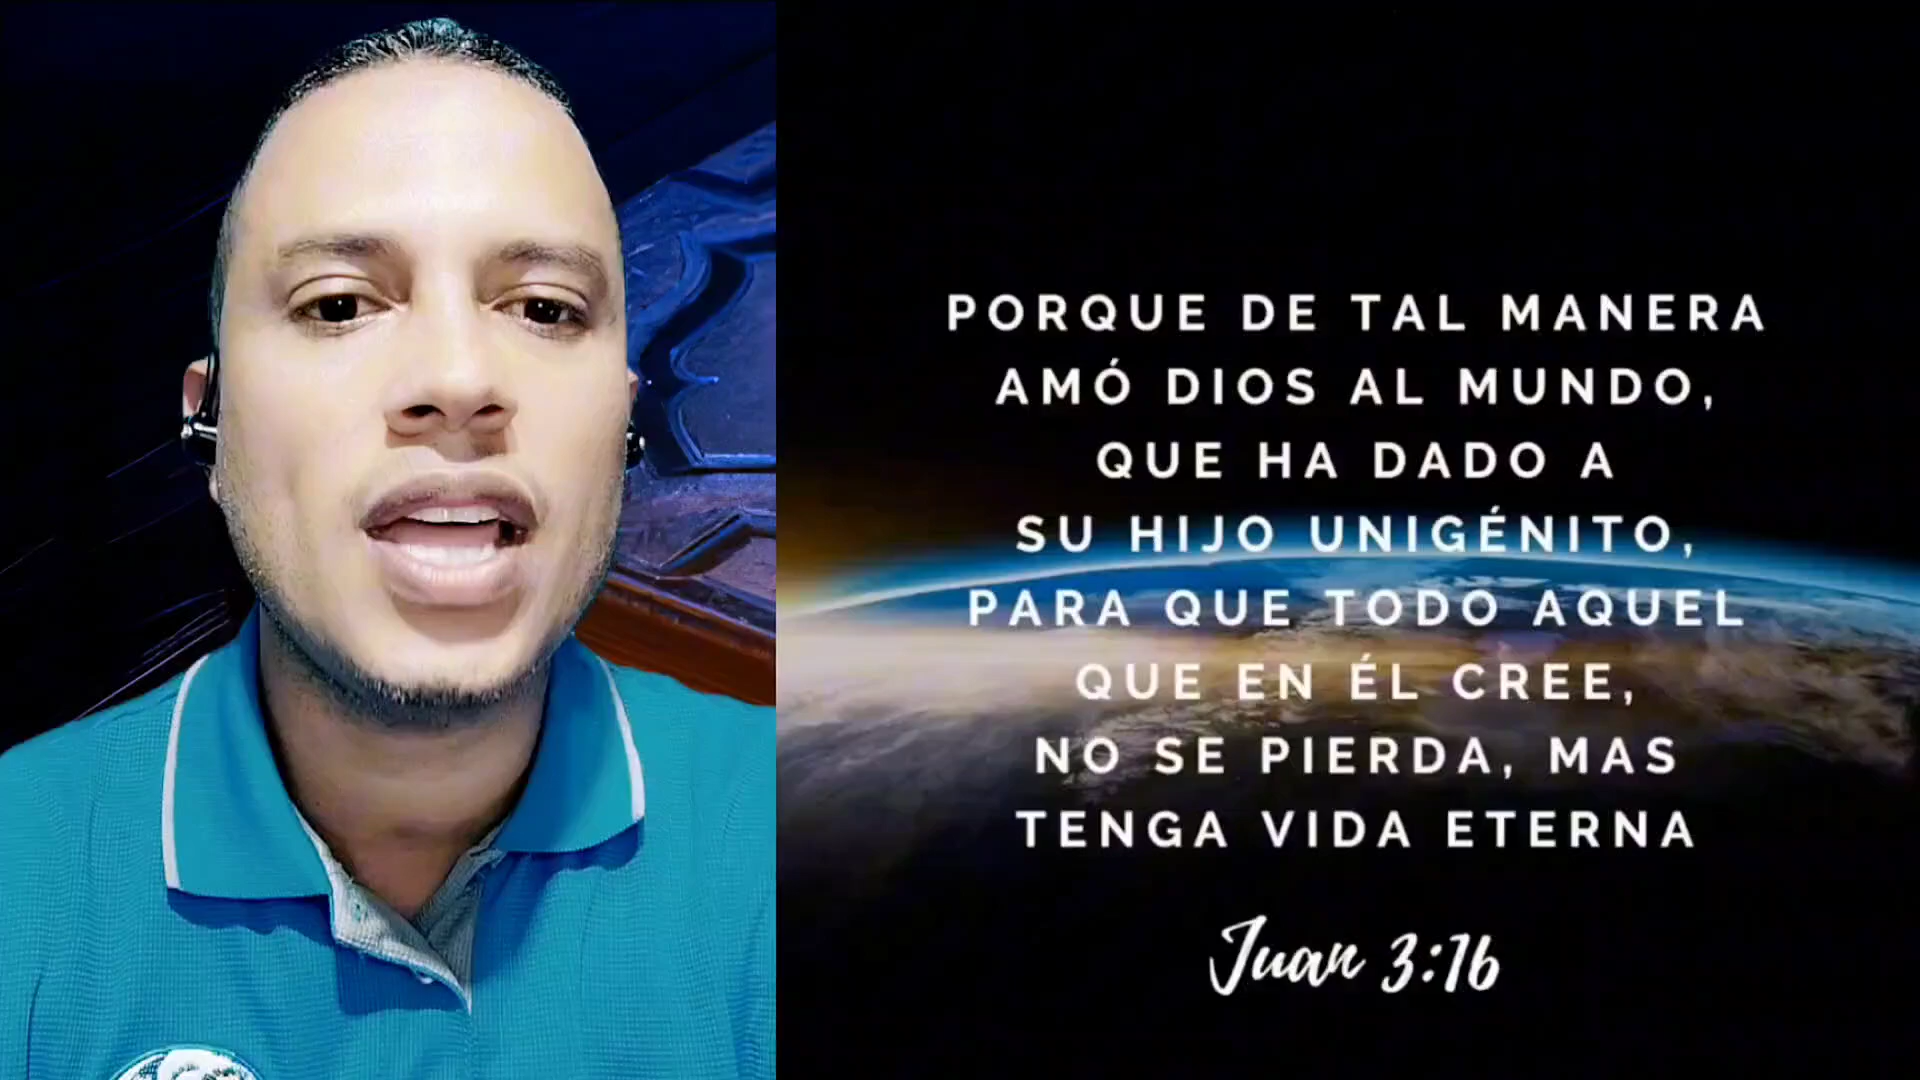 PORQUE DE TAL MANERA
AMÓ DIOS AL MUNDO,
QUE HA DADO A
SU HIJO UNIGÉNITO,
PARA QUE TODO AQUEL
QUE EN ÉL CREE,
NO SE PIERDA, MAS
TENGA VIDA ETERNA
Juan 3:16